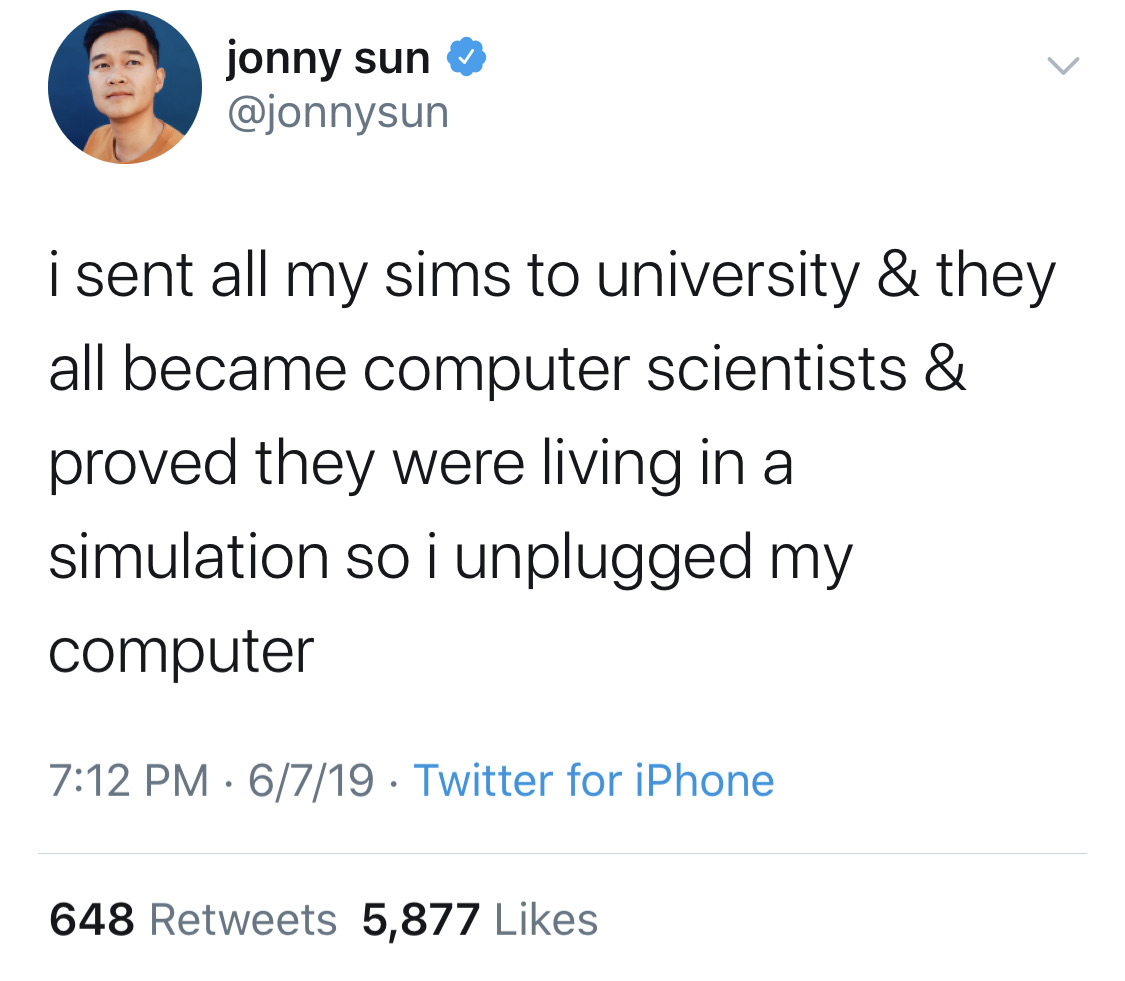 jonny sun
@jonnysun
i sent all my sims to university & they
all became computer scientists &
proved they were living in a
simulation so i unplugged my
computer
7:12 PM · 6/7/19 · Twitter for iPhone
648 Retweets 5,877 Likes